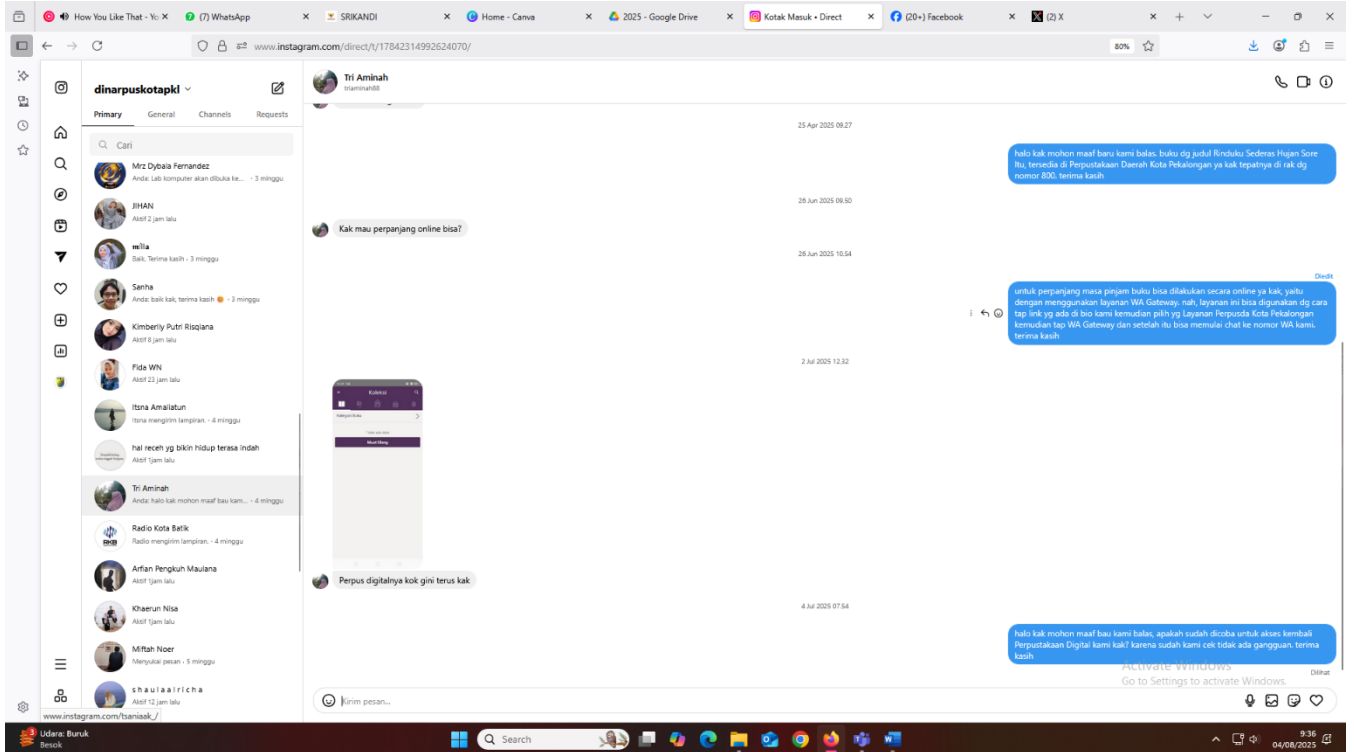 How You Like That - Yo
(7) WhatsApp
SRIKANDI
Home - Canva
2025 - Google Drive
Kotak Masuk • Direct
(20+) Facebook
(2) X
www.instagram.com/direct/t/17842314992624070/
80%
dinarpuskotapkl
Primary General Channels Requests
Cari
Mrz Dybala Fernandez
Anda: Lab komputer akan dibuka ke... - 3 minggu
JIHAN
Aktif 2 jam lalu
milla
Baik. Terima kasih - 3 minggu
Sanha
Anda: baik kak, terima kasih 😊 - 3 minggu
Kimberlly Putri Risqiana
Aktif 8 jam lalu
Fida WN
Aktif 23 jam lalu
Itsna Amaliatun
Itsna mengirim lampiran. - 4 minggu
hal receh yg bikin hidup terasa indah
Aktif 1jam lalu
Tri Aminah
Anda: halo kak mohon maaf bau kam... - 4 minggu
Radio Kota Batik
Radio mengirim lampiran. - 4 minggu
RKB
Arfian Pengkuh Maulana
Aktif 1jam lalu
Khaerun Nisa
Aktif 1jam lalu
Miftah Noer
Menyukai pesan - 5 minggu
s h a u l a a l r i c h a
Aktif 12 jam lalu
www.instagram.com/tsaniaak_/
Tri Aminah
triaminah88
25 Apr 2025 09.27
halo kak mohon maaf baru kami balas. buku dg judul Rinduku Sederas Hujan Sore
Itu, tersedia di Perpustakaan Daerah Kota Pekalongan ya kak tepatnya di rak dg
nomor 800. terima kasih
26 Jun 2025 09.50
Kak mau perpanjang online bisa?
26 Jun 2025 10.54
Diedit
untuk perpanjang masa pinjam buku bisa dilakukan secara online ya kak, yaitu
dengan menggunakan layanan WA Gateway. nah, layanan ini bisa digunakan dg cara
tap link yg ada di bio kami kemudian pilih yg Layanan Perpusda Kota Pekalongan
kemudian tap WA Gateway dan setelah itu bisa memulai chat ke nomor WA kami.
terima kasih
2 Jul 2025 12.32
Koleksi
Kategori Buku
Tidak ada data
Muat Ulang
Perpus digitalnya kok gini terus kak
4 Jul 2025 07.54
halo kak mohon maaf bau kami balas, apakah sudah dicoba untuk akses kembali
Perpustakaan Digital kami kak? karena sudah kami cek tidak ada gangguan. terima
kasih
Dilihat
Activate Windows
Go to Settings to activate Windows.
Kirim pesan...
3
Udara: Buruk
Besok
Search
9:36
04/08/2025